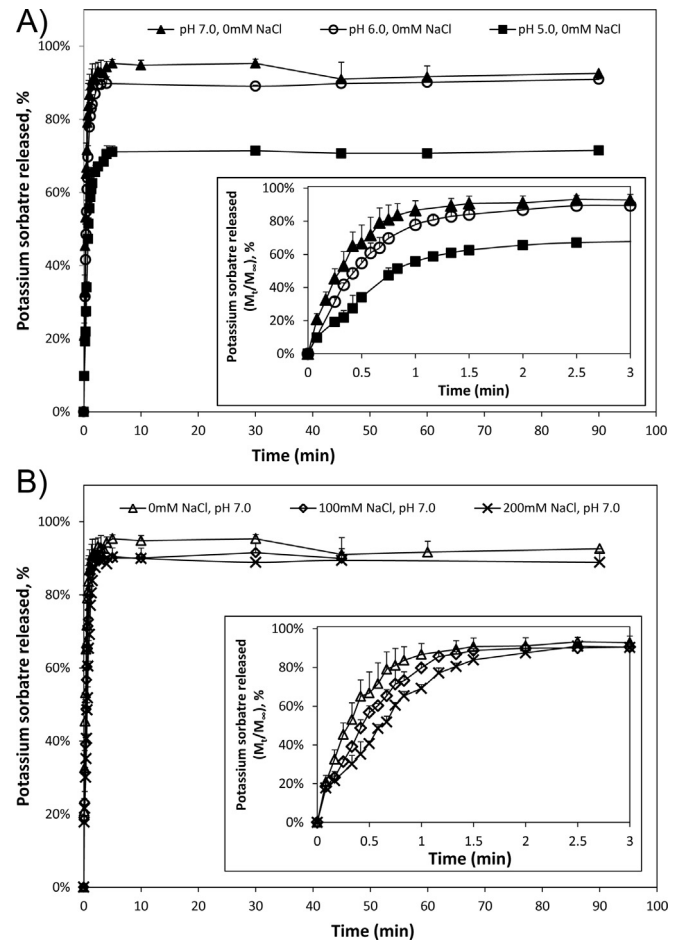 A)
pH 7.0, 0mM NaCl pH 6.0, 0mM NaCl pH 5.0, 0mM NaCl
100%
80%
60%
40%
20%
0%
Potassium sorbatre released, %
0 10 20 30 40 50 60 70 80 90 100
Time (min)
100%
80%
60%
40%
20%
0%
Potassium sorbatre released
(Mt/M∞), %
0 0.5 1 1.5 2 2.5 3
Time (min)
B)
0mM NaCl, pH 7.0 100mM NaCl, pH 7.0 200mM NaCl, pH 7.0
100%
80%
60%
40%
20%
0%
Potassium sorbatre released, %
0 10 20 30 40 50 60 70 80 90 100
Time (min)
100%
80%
60%
40%
20%
0%
Potassium sorbatre released
(Mt/M∞), %
0 0.5 1 1.5 2 2.5 3
Time (min)